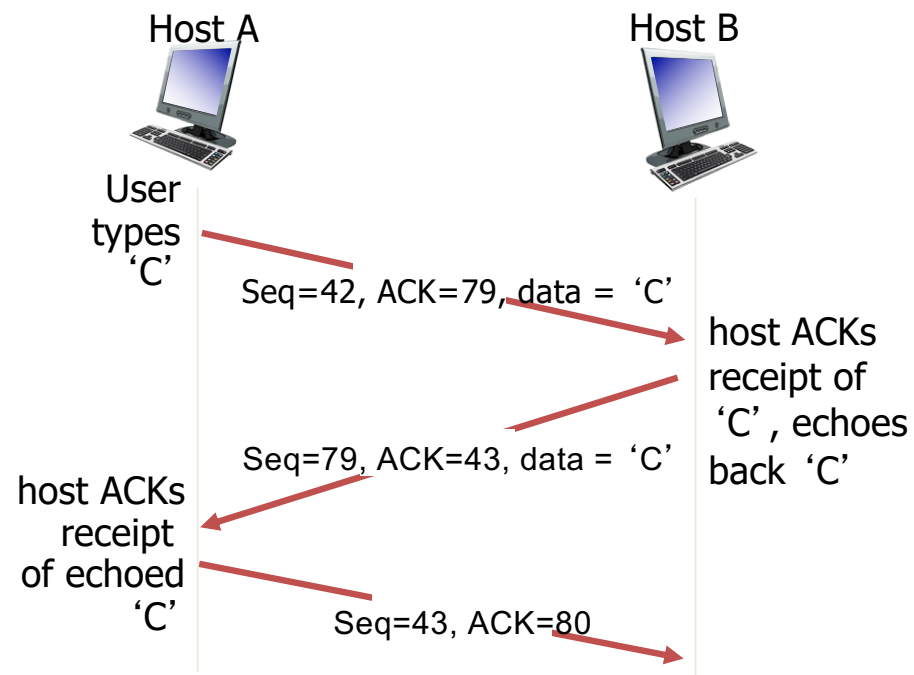 Host A
Host B
User
types
‘C’
Seq=42, ACK=79, data = ‘C’
host ACKs
receipt of
‘C’, echoes
back ‘C’
Seq=79, ACK=43, data = ‘C’
host ACKs
receipt
of echoed
‘C’
Seq=43, ACK=80